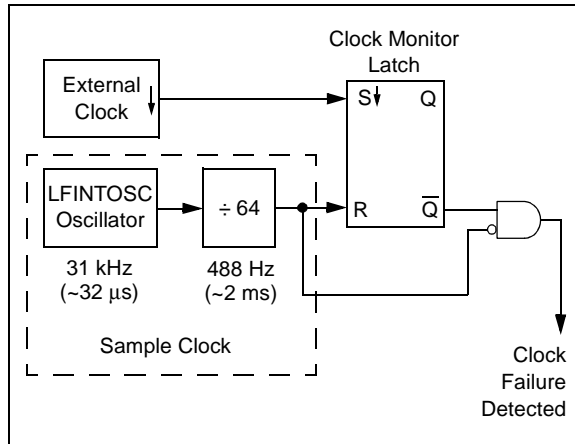 Clock Monitor
Latch
External
Clock
S
Q
LFINTOSC
Oscillator
÷ 64
R
Q
31 kHz
(~32 μs)
488 Hz
(~2 ms)
Sample Clock
Clock
Failure
Detected